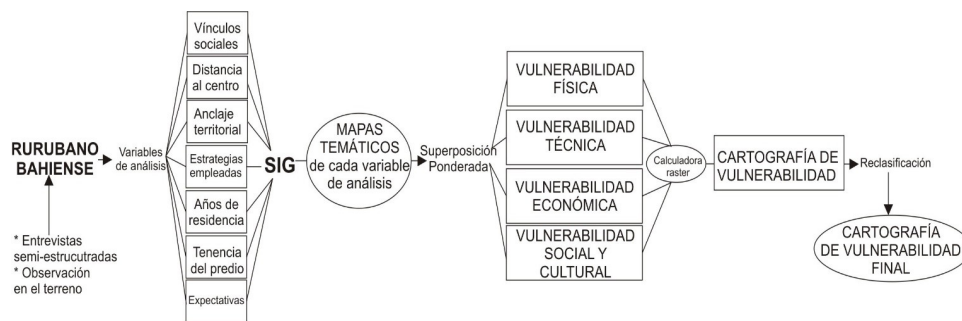 RURUBANO
BAHIENSE
* Entrevistas
semi-estrucutradas
* Observación
en el terreno
Variables
de análisis
Vínculos
sociales
Distancia
al centro
Anclaje
territorial
Estrategias
empleadas
Años de
residencia
Tenencia
del predio
Expectativas
SIG
MAPAS
TEMÁTICOS
de cada variable
de análisis
Superposición
Ponderada
VULNERABILIDAD
FÍSICA
VULNERABILIDAD
TÉCNICA
VULNERABILIDAD
ECONÓMICA
VULNERABILIDAD
SOCIAL Y
CULTURAL
Calculadora
raster
CARTOGRAFÍA DE
VULNERABILIDAD
Reclasificación
CARTOGRAFÍA
DE VULNERABILIDAD
FINAL